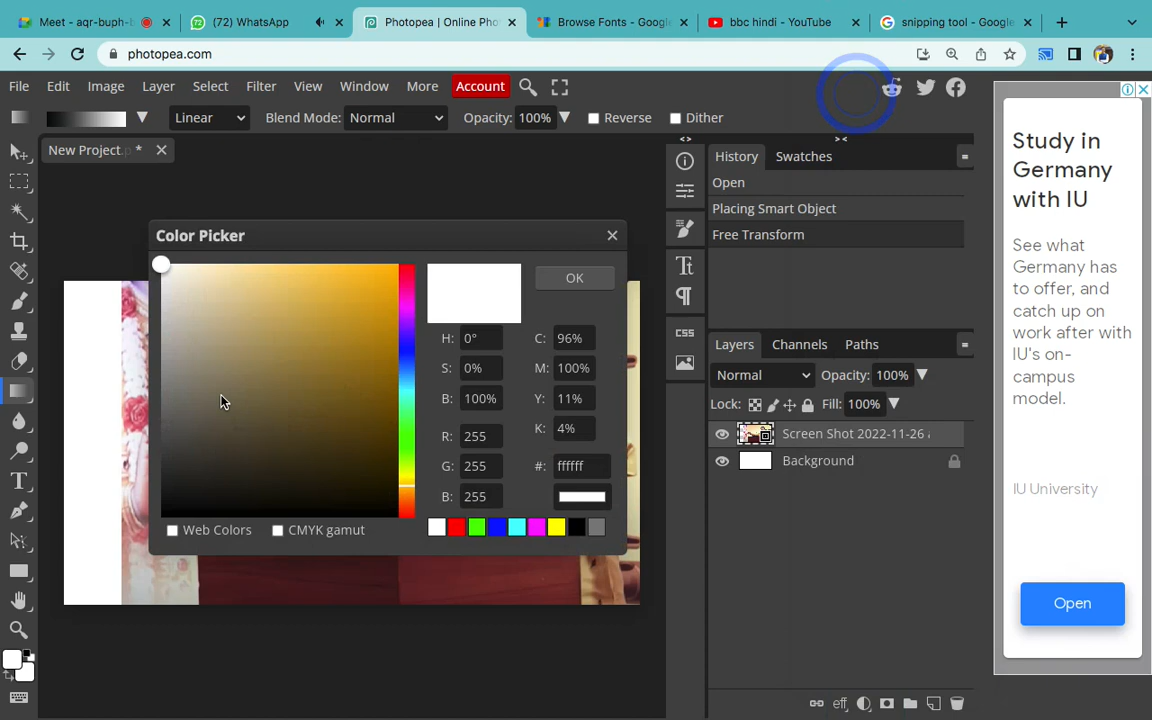 Meet - aqr-buph-b
(72) WhatsApp
Photopea | Online Pho
Browse Fonts - Google
bbc hindi - YouTube
snipping tool - Google
photopea.com
File Edit Image Layer Select Filter View Window More Account
Linear Blend Mode: Normal Opacity: 100% Reverse Dither
New Project.p *
Color Picker
OK
H: 0° C: 96%
S: 0% M: 100%
B: 100% Y: 11%
R: 255 K: 4%
G: 255 #: ffffff
B: 255
Web Colors CMYK gamut
CSS
History Swatches
Open
Placing Smart Object
Free Transform
Layers Channels Paths
Normal Opacity: 100%
Lock: Fill: 100%
Screen Shot 2022-11-26
Background
eff
Study in
Germany
with IU
See what
Germany has
to offer, and
catch up on
work after with
IU's on-
campus
model.
IU University
Open